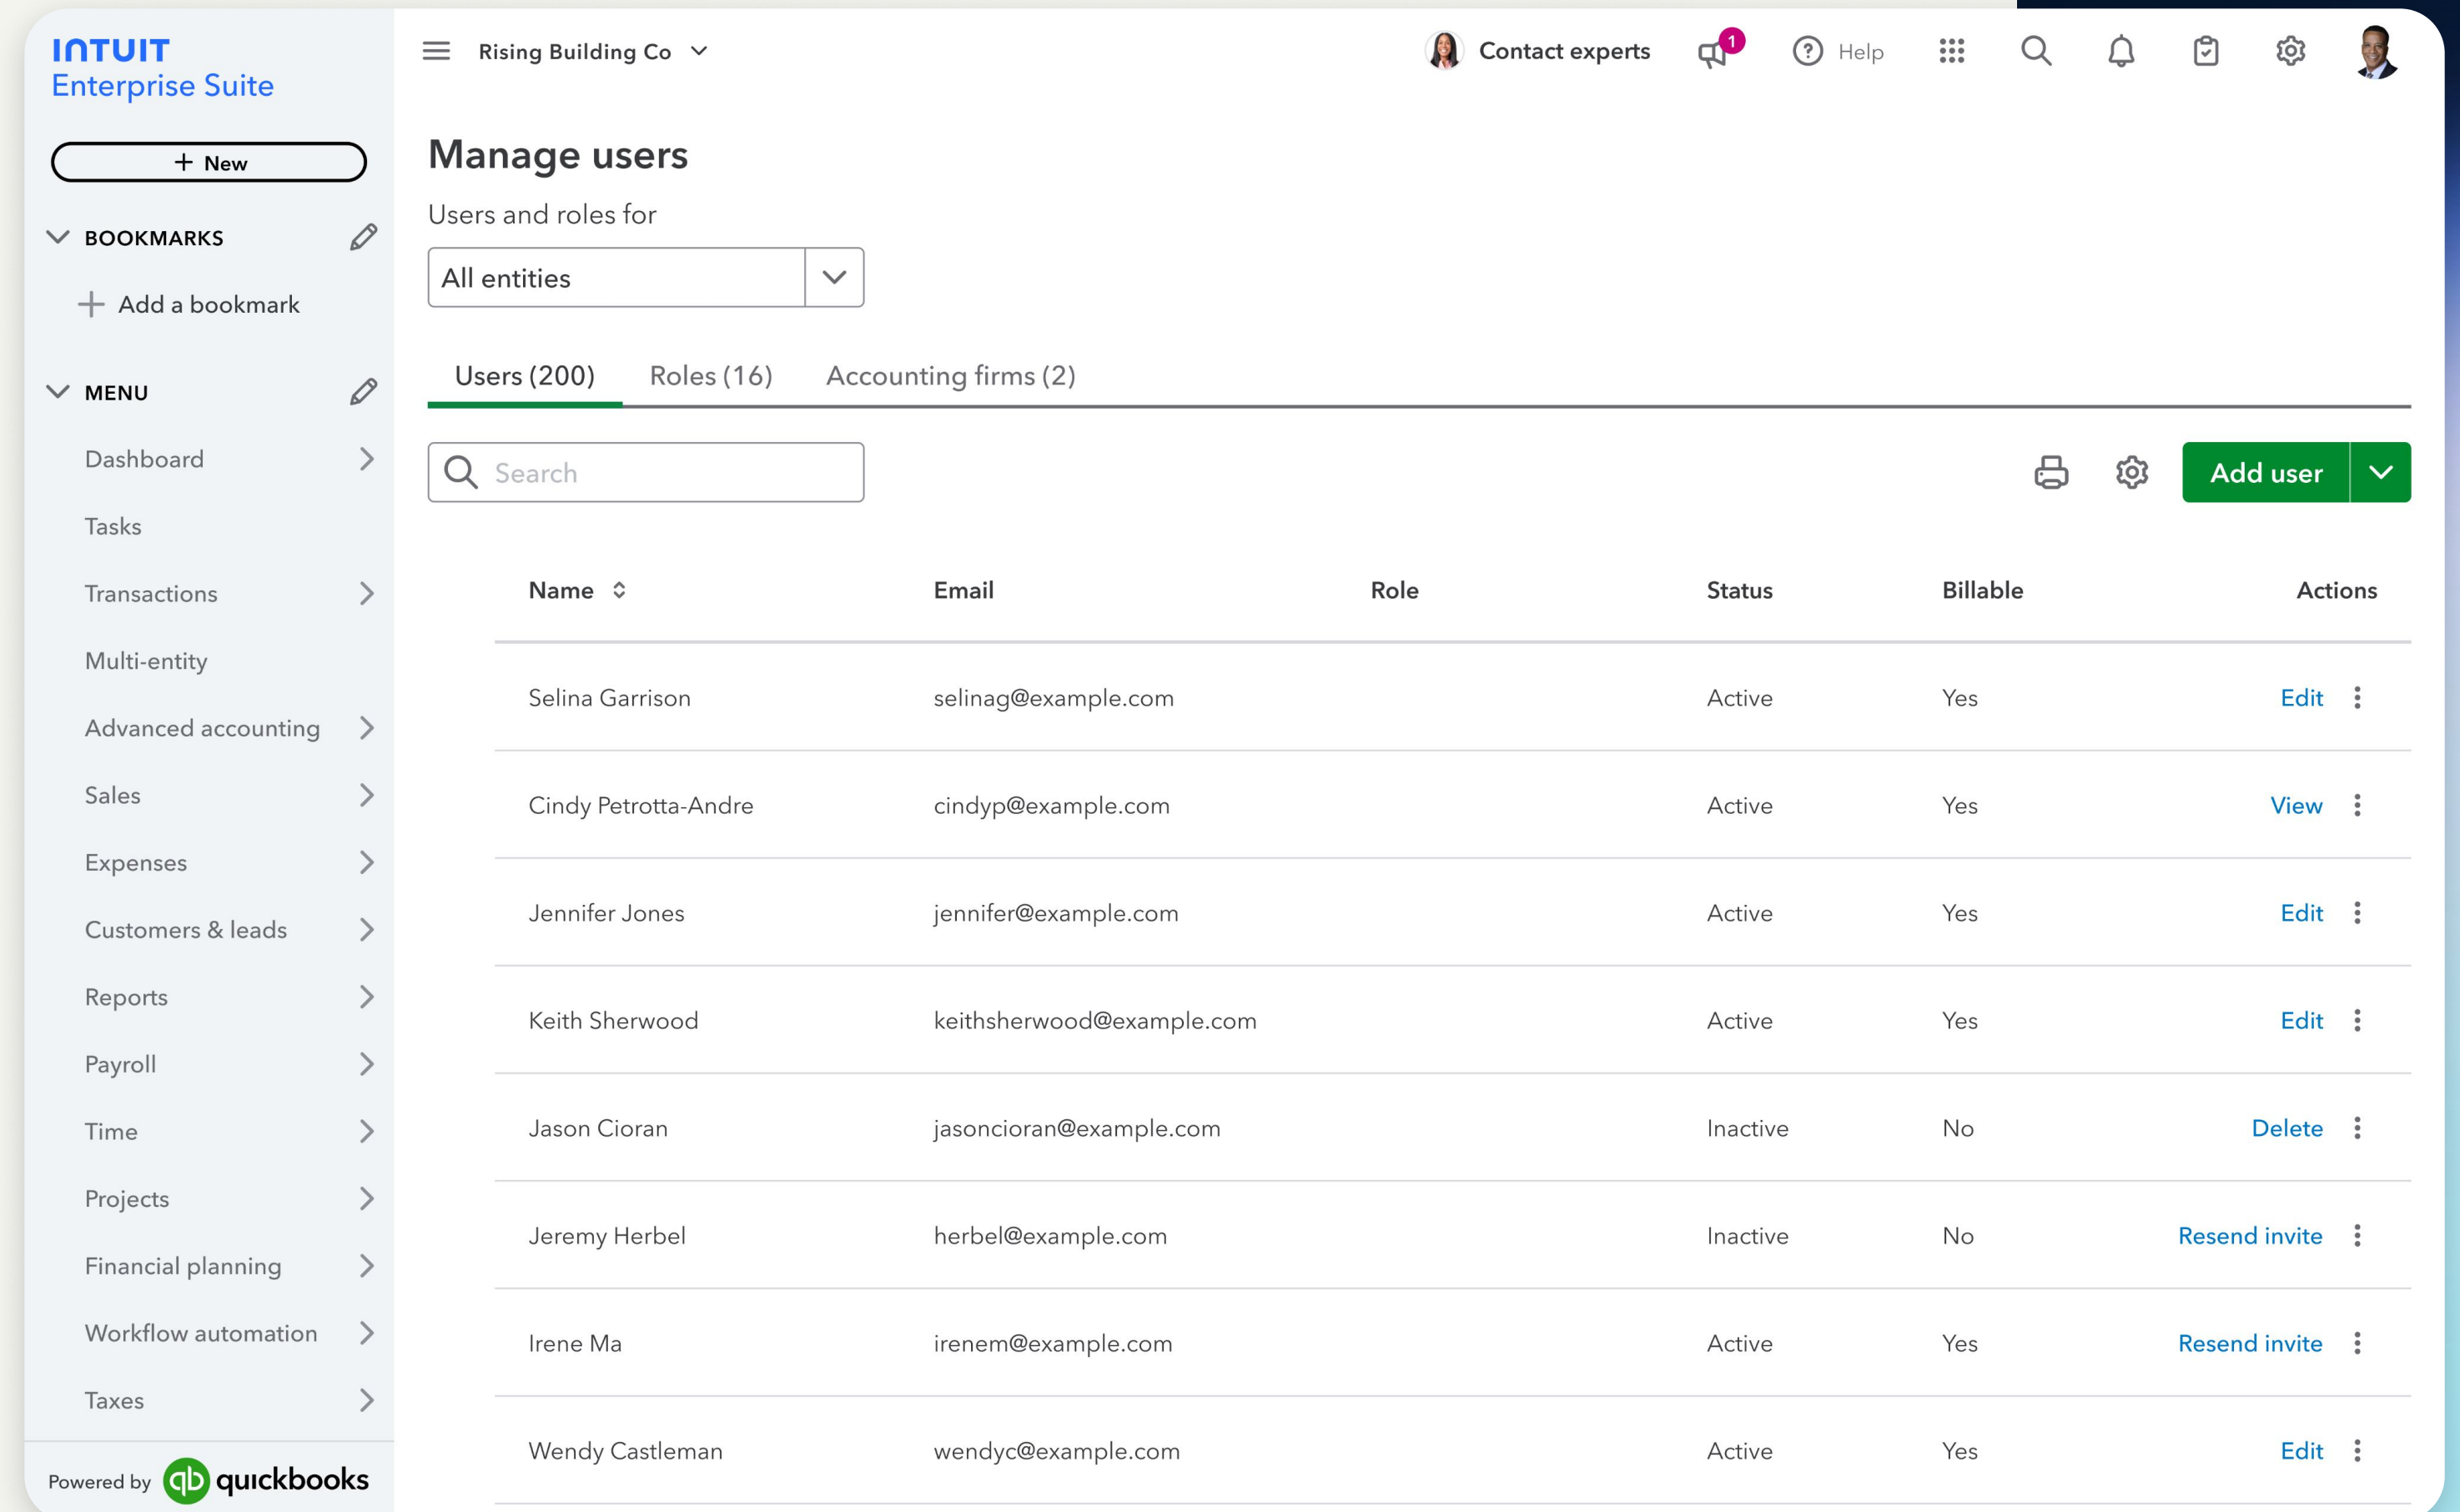 INTUIT
Enterprise Suite
New
BOOKMARKS
Add a bookmark
MENU
Dashboard
Tasks
Transactions
Multi-entity
Advanced accounting
Sales
Expenses
Customers & leads
Reports
Payroll
Time
Projects
Financial planning
Workflow automation
Taxes
Powered by qb quickbooks
Rising Building Co
Contact experts
1
Help
Manage users
Users and roles for
All entities
Users (200) Roles (16) Accounting firms (2)
Search
Add user
Name Email Role Status Billable Actions
Selina Garrison selinag@example.com Active Yes Edit
Cindy Petrotta-Andre cindyp@example.com Active Yes View
Jennifer Jones jennifer@example.com Active Yes Edit
Keith Sherwood keithsherwood@example.com Active Yes Edit
Jason Cioran jasoncioran@example.com Inactive No Delete
Jeremy Herbel herbel@example.com Inactive No Resend invite
Irene Ma irenem@example.com Active Yes Resend invite
Wendy Castleman wendyc@example.com Active Yes Edit